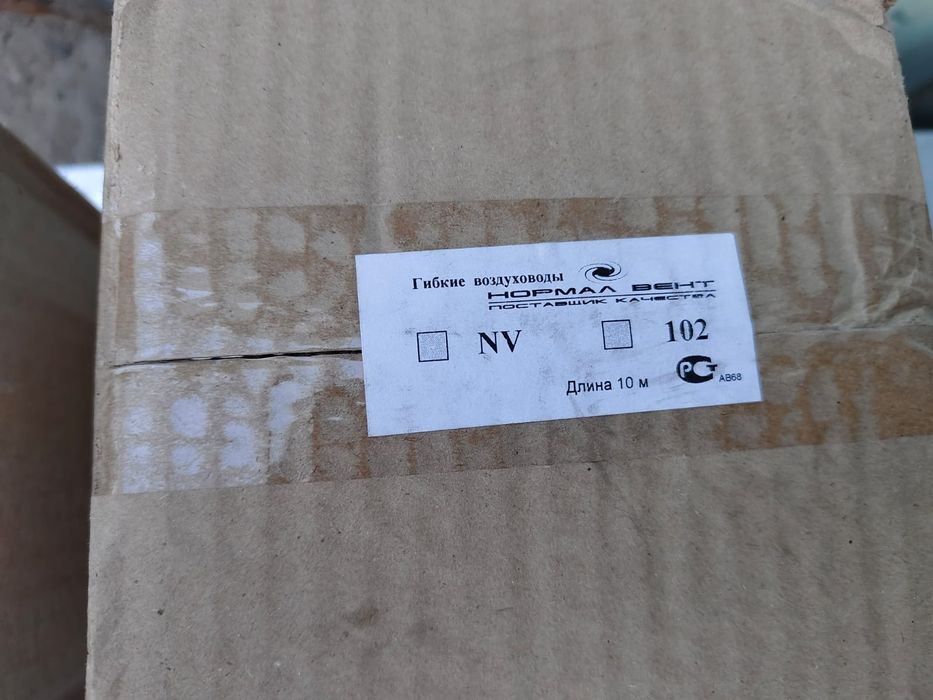 Гибкие воздуховоды
НОРМАЛ ВЕНТ
ПОСТАВЩИК КАЧЕСТВА
NV 102
Длина 10 м РСТ АВ68